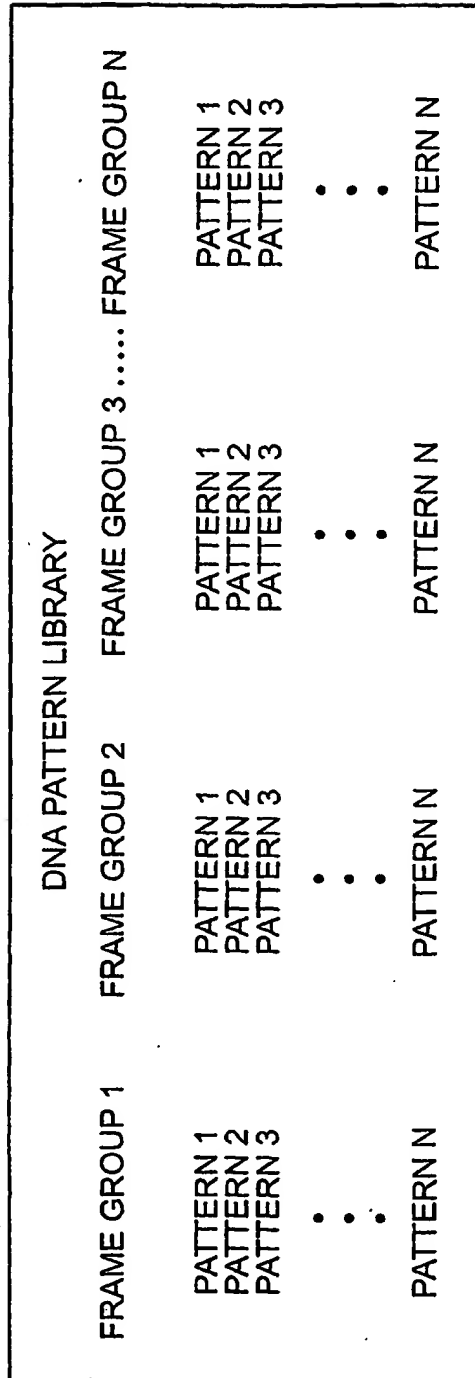 DNA PATTERN LIBRARY
FRAME GROUP 1 FRAME GROUP 2 FRAME GROUP 3 ..... FRAME GROUP N
PATTERN 1 PATTERN 1 PATTERN 1 PATTERN 1
PATTERN 2 PATTERN 2 PATTERN 2 PATTERN 2
PATTERN 3 PATTERN 3 PATTERN 3 PATTERN 3
PATTERN N PATTERN N PATTERN N PATTERN N